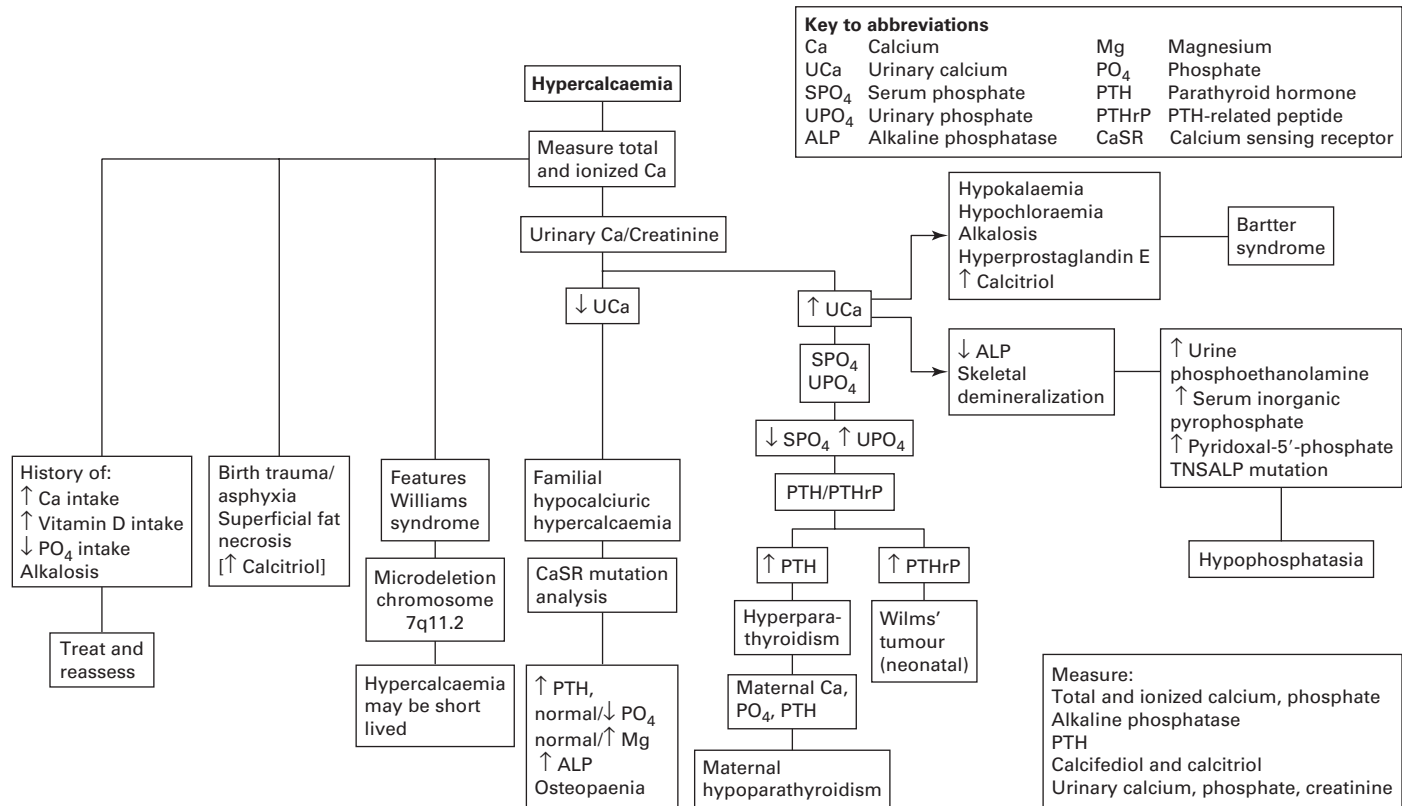 Key to abbreviations
Ca Calcium Mg Magnesium
UCa Urinary calcium PO₄ Phosphate
SPO₄ Serum phosphate PTH Parathyroid hormone
UPO₄ Urinary phosphate PTHrP PTH-related peptide
ALP Alkaline phosphatase CaSR Calcium sensing receptor
Hypercalcaemia
Measure total
and ionized Ca
Urinary Ca/Creatinine
↓ UCa
↑ UCa
Hypokalaemia
Hypochloraemia
Alkalosis
Hyperprostaglandin E
↑ Calcitriol
Bartter
syndrome
SPO₄
UPO₄
↓ ALP
Skeletal
demineralization
↑ Urine
phosphoethanolamine
↑ Serum inorganic
pyrophosphate
↑ Pyridoxal-5′-phosphate
TNSALP mutation
Hypophosphatasia
↓ SPO₄ ↑ UPO₄
PTH/PTHrP
↑ PTH
↑ PTHrP
Hyperpara-
thyroidism
Wilms'
tumour
(neonatal)
Maternal Ca,
PO₄, PTH
Maternal
hypoparathyroidism
History of:
↑ Ca intake
↑ Vitamin D intake
↓ PO₄ intake
Alkalosis
Treat and
reassess
Birth trauma/
asphyxia
Superficial fat
necrosis
[↑ Calcitriol]
Features
Williams
syndrome
Microdeletion
chromosome
7q11.2
Hypercalcaemia
may be short
lived
Familial
hypocalciuric
hypercalcaemia
CaSR mutation
analysis
↑ PTH,
normal/↓ PO₄
normal/↑ Mg
↑ ALP
Osteopaenia
Measure:
Total and ionized calcium, phosphate
Alkaline phosphatase
PTH
Calcifediol and calcitriol
Urinary calcium, phosphate, creatinine